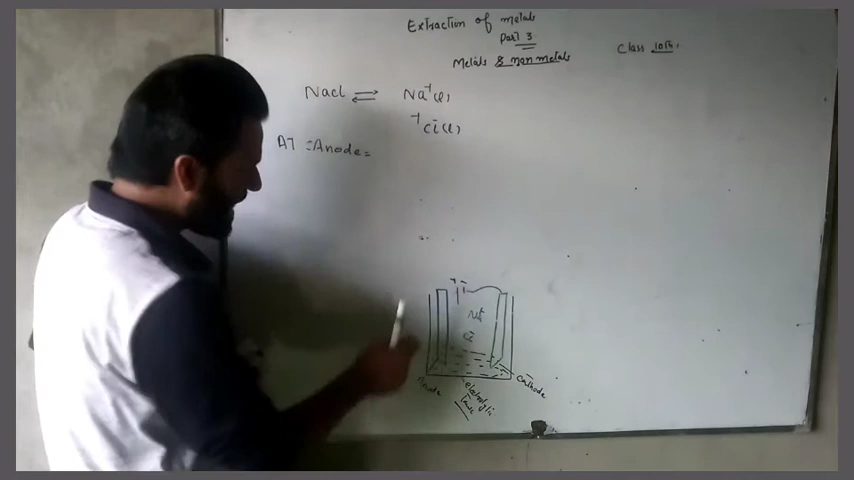 Extraction of metals
Part 3
Metals & non metals
Class 10th.
Nacl ⇌ Na+(l)
+ Cl-(l)
AT = Anode =
+ -
Na+
Cl-
Anode
Cathode -
electrolytic